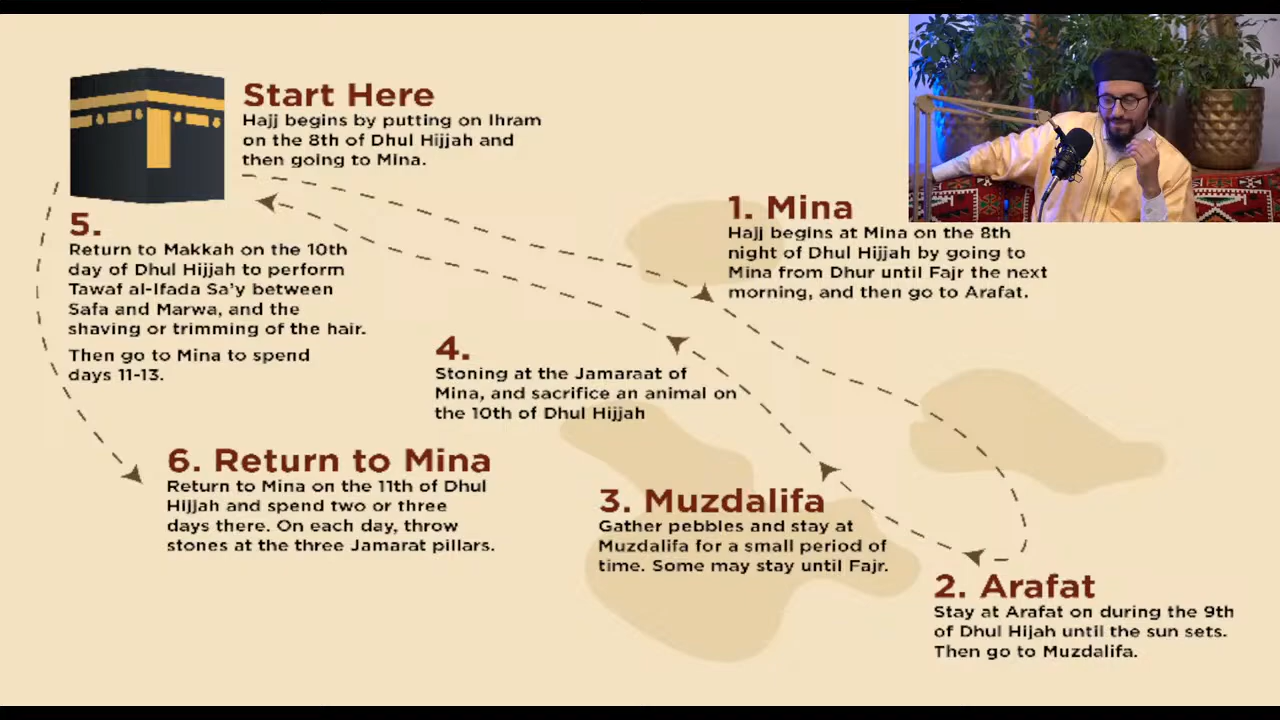 Start Here
Hajj begins by putting on Ihram
on the 8th of Dhul Hijjah and
then going to Mina.
1. Mina
Hajj begins at Mina on the 8th
night of Dhul Hijjah by going to
Mina from Dhur until Fajr the next
morning, and then go to Arafat.
2. Arafat
Stay at Arafat on during the 9th
of Dhul Hijah until the sun sets.
Then go to Muzdalifa.
3. Muzdalifa
Gather pebbles and stay at
Muzdalifa for a small period of
time. Some may stay until Fajr.
4.
Stoning at the Jamaraat of
Mina, and sacrifice an animal on
the 10th of Dhul Hijjah
5.
Return to Makkah on the 10th
day of Dhul Hijjah to perform
Tawaf al-Ifada Sa'y between
Safa and Marwa, and the
shaving or trimming of the hair.
Then go to Mina to spend
days 11-13.
6. Return to Mina
Return to Mina on the 11th of Dhul
Hijjah and spend two or three
days there. On each day, throw
stones at the three Jamarat pillars.